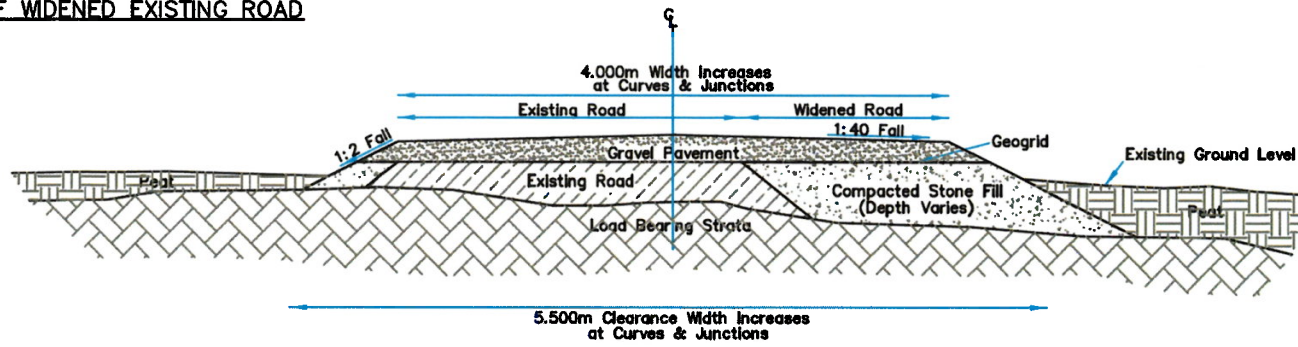 F WIDENED EXISTING ROAD
C
L
4.000m Width Increases
at Curves & Junctions
Existing Road
Widened Road
1:2 Fall
1:40 Fall
Geogrid
Gravel Pavement
Existing Ground Level
Peat
Existing Road
Compacted Stone Fill
(Depth Varies)
Peat
Load Bearing Strata
5.500m Clearance Width Increases
at Curves & Junctions